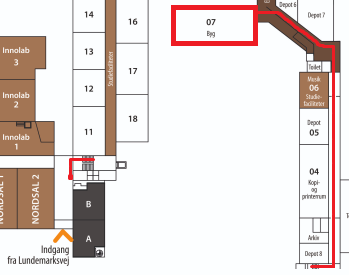 14
13
12
11
16
17
18
Studiefaciliteter
Innolab
3
Innolab
2
Innolab
1
NORDSAL 1
NORDSAL 2
B
A
Indgang
fra Lundemarksvej
07
Byg
Depot 6
Depot 7
Toilet
Musik
06
Studie-
faciliteter
Depot
05
04
Kopi-
og
printerrum
Arkiv
Depot 8